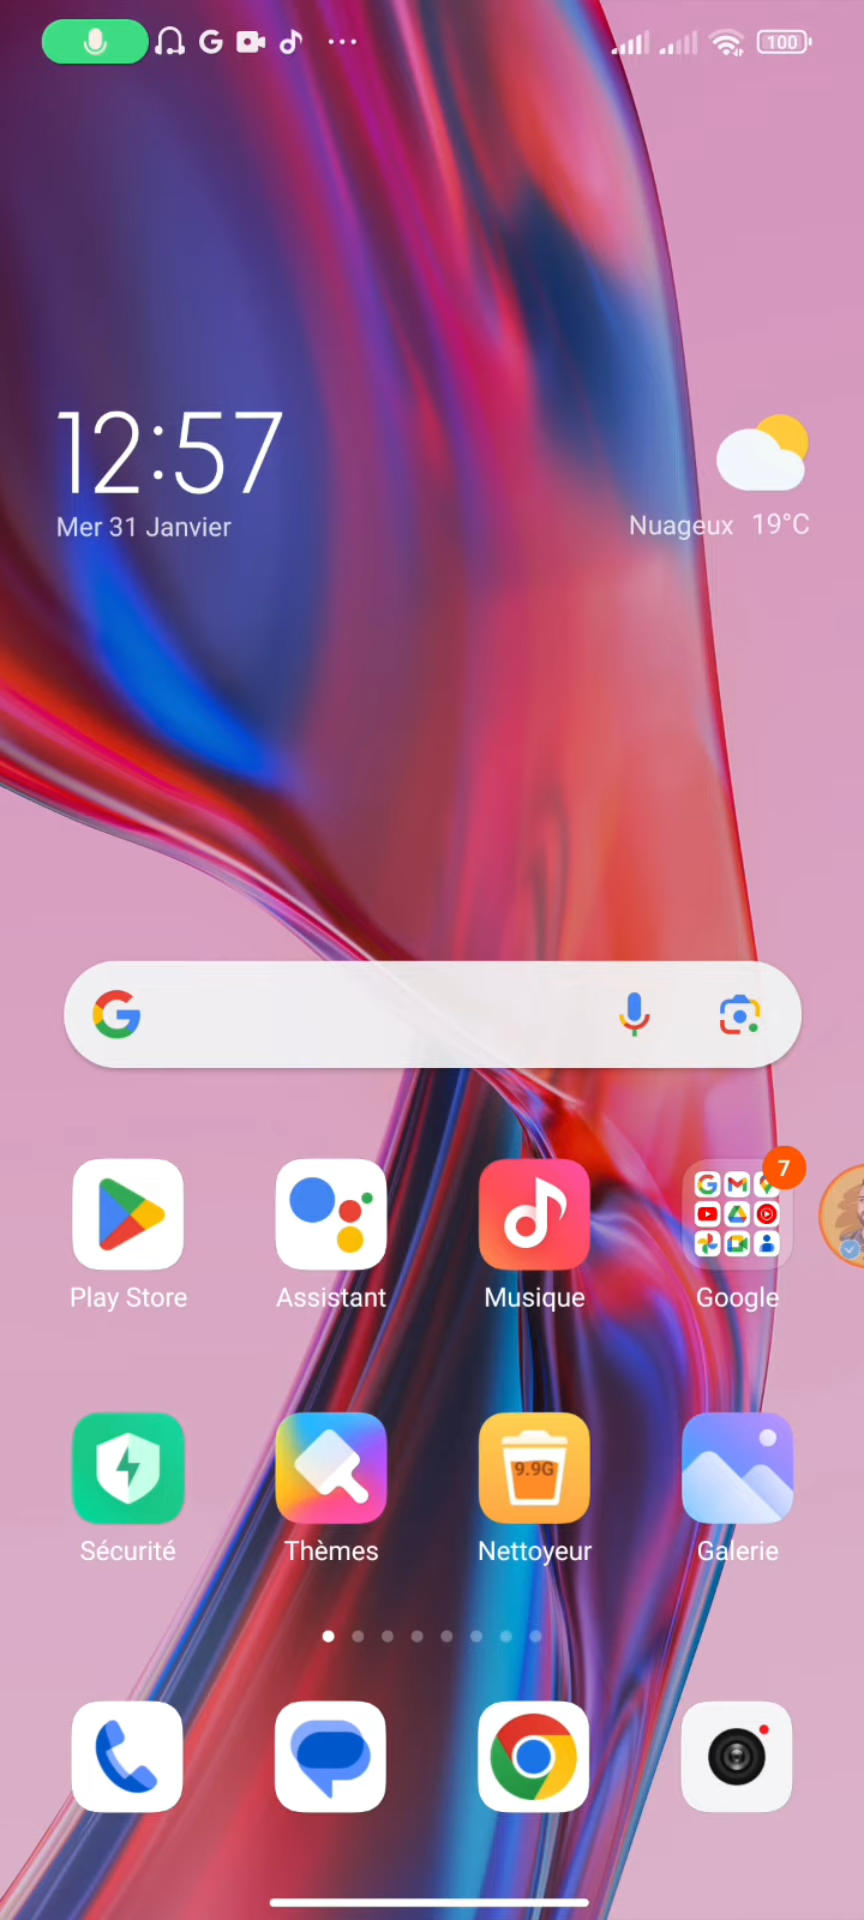 100
12:57
Mer 31 Janvier
Nuageux 19°C
7
Play Store
Assistant
Musique
Google
9.9G
Sécurité
Thèmes
Nettoyeur
Galerie